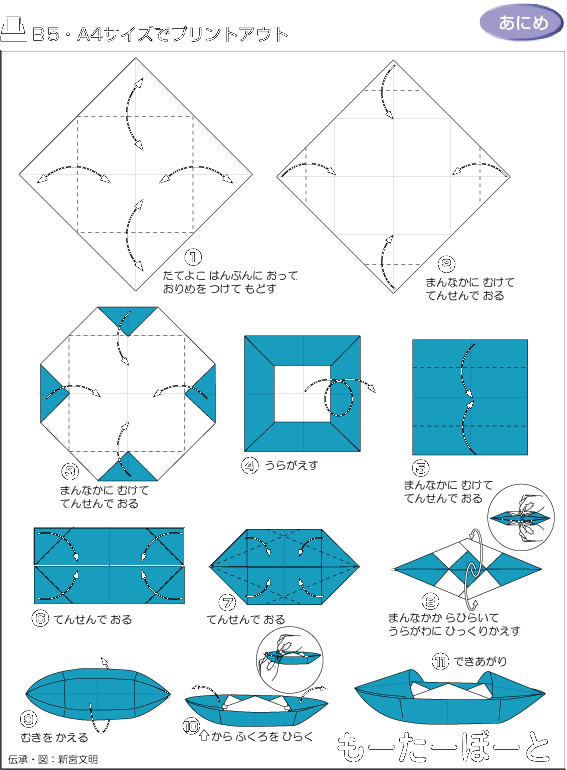 B5・A4サイズでプリントアウト
あにめ
①
たてよこ はんぶんに おって
おりめを つけて もどす
②
まんなかに むけて
てんせんで おる
③
まんなかに むけて
てんせんで おる
④ うらがえす
⑤
まんなかに むけて
てんせんで おる
⑥ てんせんで おる
⑦
てんせんで おる
⑧
まんなかか らひらいて
うらがわに ひっくりかえす
⑨
むきを かえる
⑩ ⇧から ふくろを ひらく
⑪ できあがり
もーたーぼーと
伝承・図：新宮文明